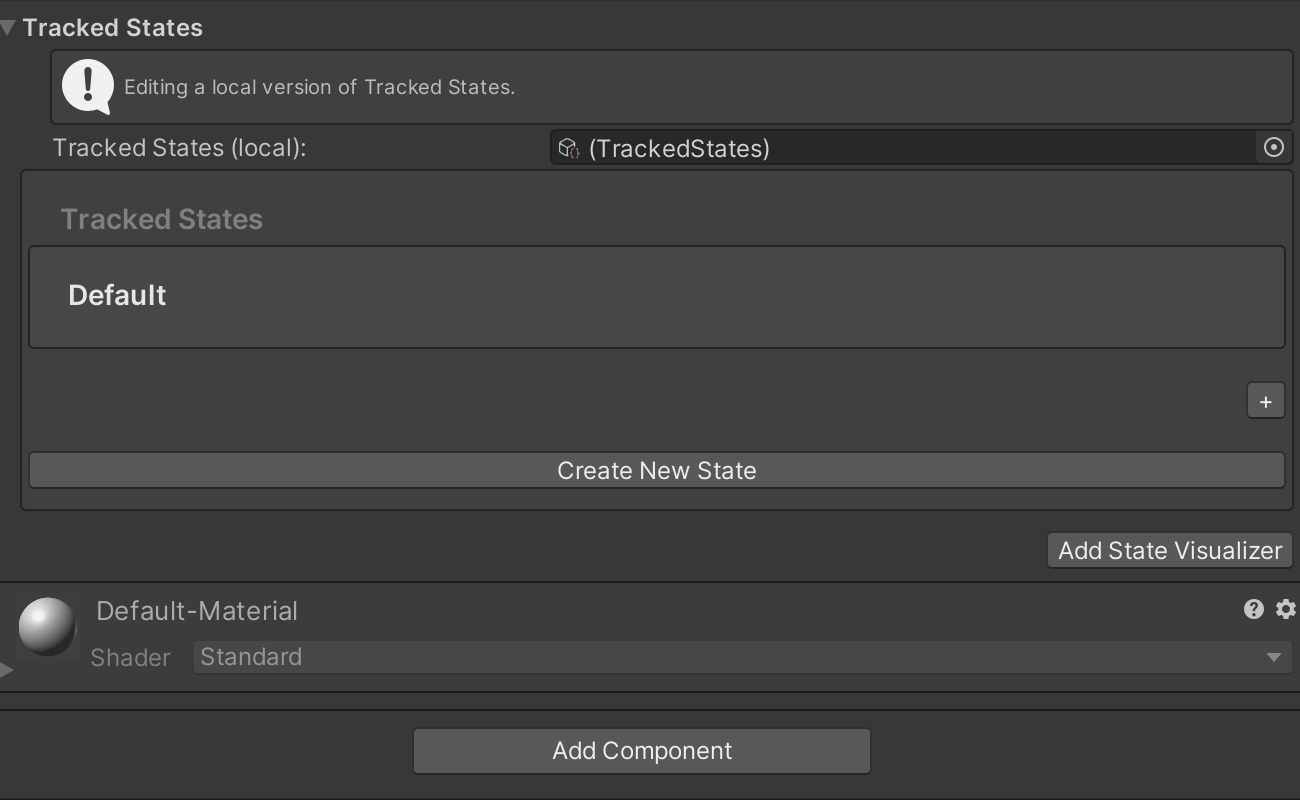 Tracked States
Editing a local version of Tracked States.
Tracked States (local): (TrackedStates)
Tracked States
Default
+
Create New State
Add State Visualizer
Default-Material
Shader Standard
Add Component